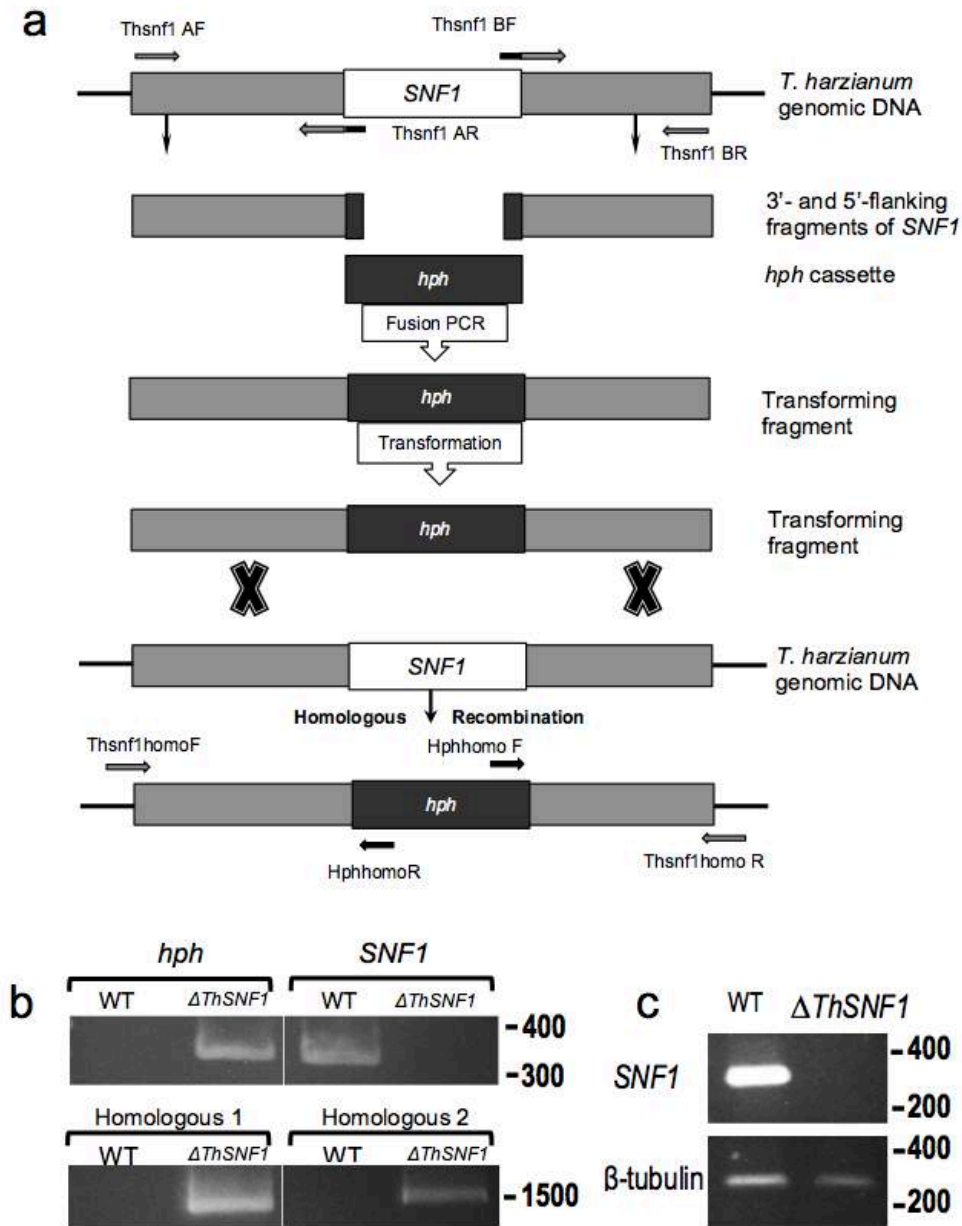 a
Thsnf1 AF
Thsnf1 BF
SNF1
T. harzianum
genomic DNA
Thsnf1 AR
Thsnf1 BR
3'- and 5'-flanking
fragments of SNF1
hph
hph cassette
Fusion PCR
hph
Transforming
fragment
Transformation
hph
Transforming
fragment
SNF1
T. harzianum
genomic DNA
Homologous Recombination
Thsnf1homoF
Hphhomo F
hph
HphhomoR
Thsnf1homo R
b
hph
SNF1
WT
ΔThSNF1
WT
ΔThSNF1
-400
-300
Homologous 1
Homologous 2
WT
ΔThSNF1
WT
ΔThSNF1
-1500
c
WT
ΔThSNF1
SNF1
-400
-200
β-tubulin
-400
-200